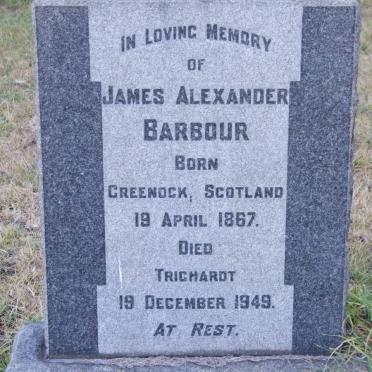 IN LOVING MEMORY
OF
JAMES ALEXANDER
BARBOUR
BORN
GREENOCK, SCOTLAND
19 APRIL 1867.
DIED
TRICHARDT
19 DECEMBER 1949.
AT REST.